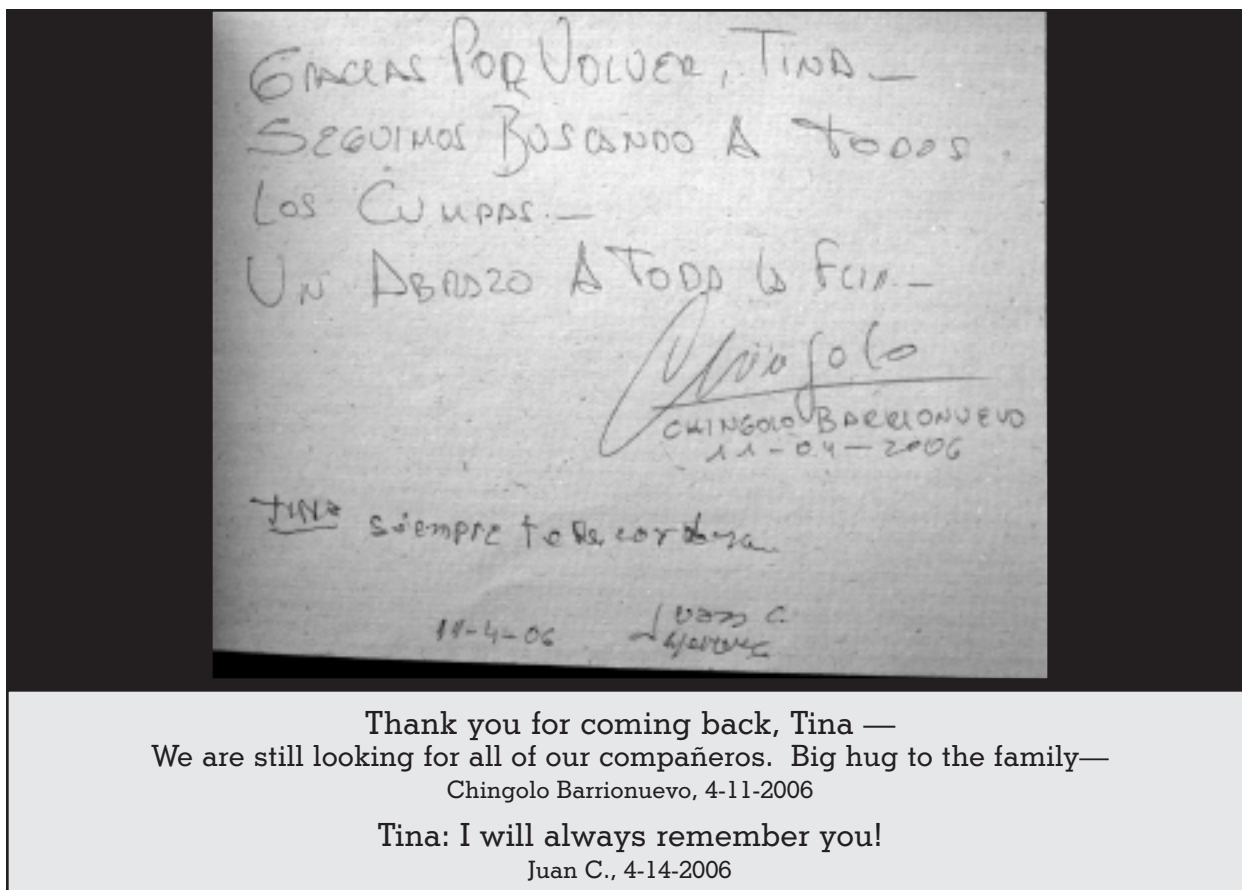 GRACIAS POR VOLVER, TINA —
SEGUIMOS BUSCANDO A TODOS
LOS CUMPAS.—
UN ABRAZO A TODA LA FLIA.—
Chingolo
CHINGOLO BARRIONUEVO
11-04-2006
TINA siempre te
11-4-06 Juan C.
Thank you for coming back, Tina —
We are still looking for all of our compañeros. Big hug to the family—
Chingolo Barrionuevo, 4-11-2006
Tina: I will always remember you!
Juan C., 4-14-2006